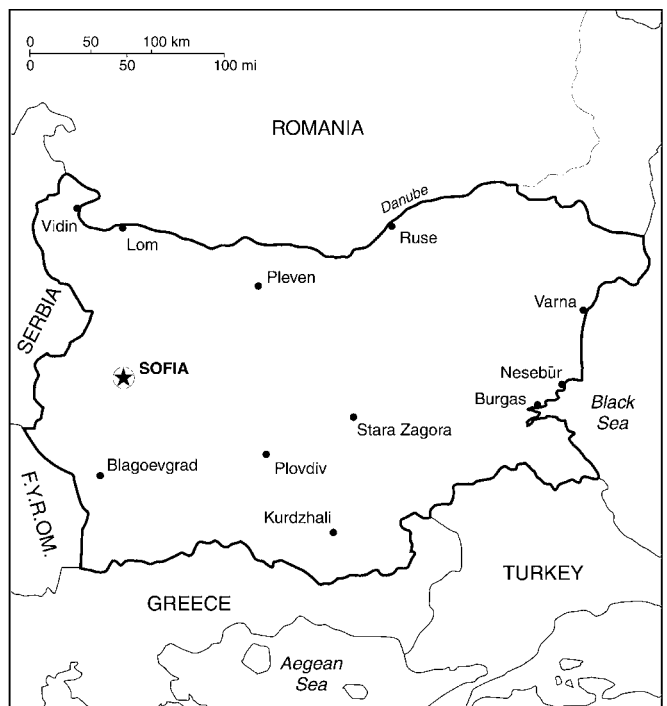 0 50 100 km
0 50 100 mi
ROMANIA
Danube
Vidin
Lom
Ruse
Pleven
SERBIA
Varna
SOFIA
Nesebūr
Burgas
Black
Sea
Stara Zagora
Blagoevgrad
Plovdiv
F.Y.R.OM.
Kurdzhali
TURKEY
GREECE
Aegean
Sea